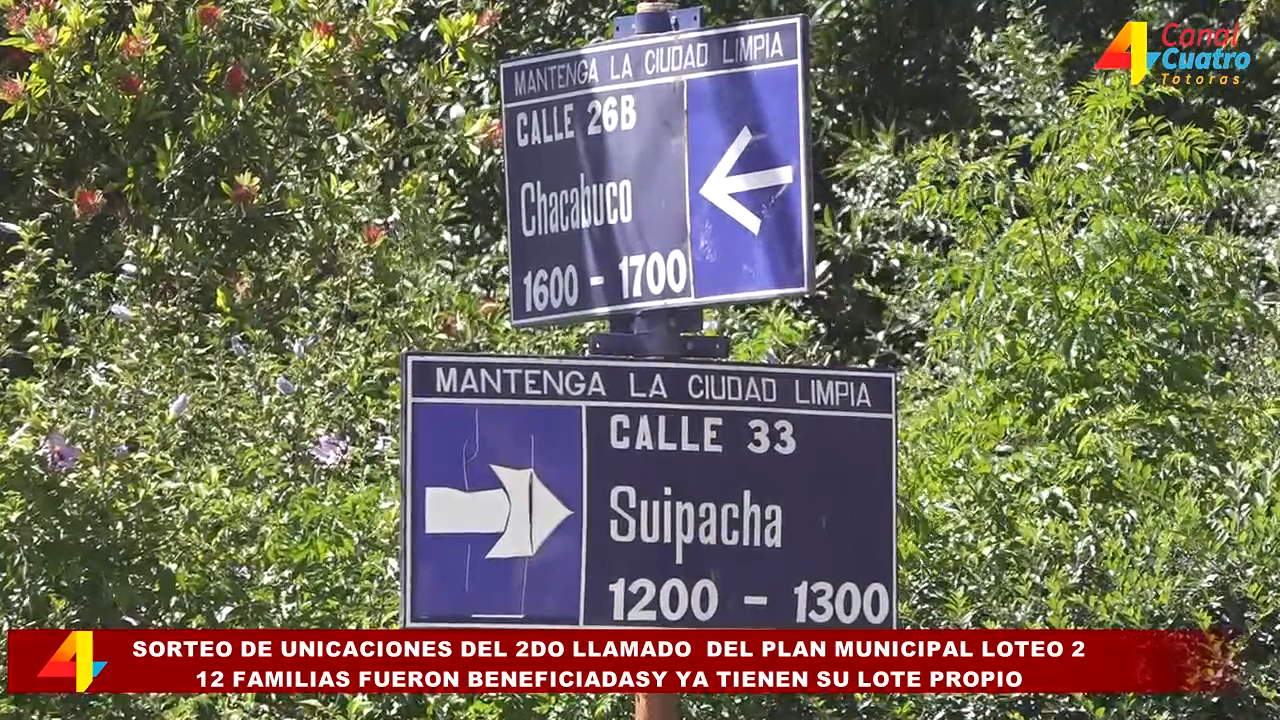 Canal
Cuatro
Totoras
MANTENGA LA CIUDAD LIMPIA
CALLE 26B
Chacabuco
1600 - 1700
MANTENGA LA CIUDAD LIMPIA
CALLE 33
Suipacha
1200 - 1300
SORTEO DE UNICACIONES DEL 2DO LLAMADO DEL PLAN MUNICIPAL LOTEO 2
12 FAMILIAS FUERON BENEFICIADASY YA TIENEN SU LOTE PROPIO